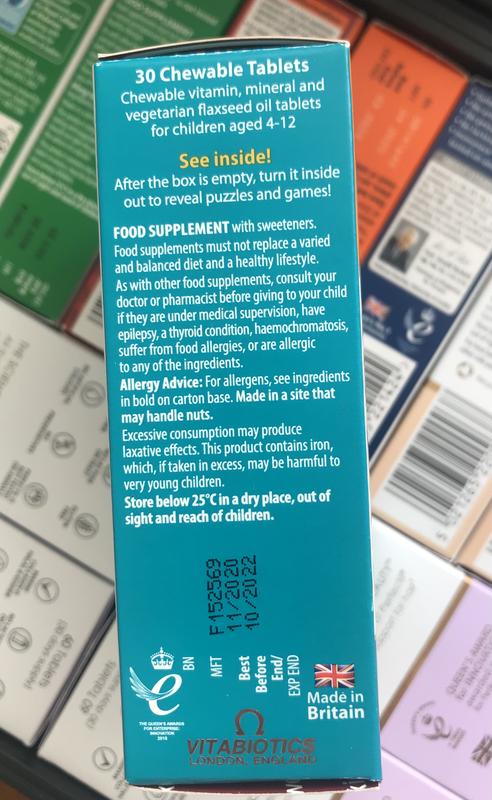 30 Chewable Tablets
Chewable vitamin, mineral and
vegetarian flaxseed oil tablets
for children aged 4-12
See inside!
After the box is empty, turn it inside
out to reveal puzzles and games!
FOOD SUPPLEMENT with sweeteners.
Food supplements must not replace a varied
and balanced diet and a healthy lifestyle.
As with other food supplements, consult your
doctor or pharmacist before giving to your child
if they are under medical supervision, have
epilepsy, a thyroid condition, haemochromatosis,
suffer from food allergies, or are allergic
to any of the ingredients.
Allergy Advice: For allergens, see ingredients
in bold on carton base. Made in a site that
may handle nuts.
Excessive consumption may produce
laxative effects. This product contains iron,
which, if taken in excess, may be harmful to
very young children.
Store below 25°C in a dry place, out of
sight and reach of children.
F152569
11/2020
10/2022
BN
MFT
Best
Before
End/
EXP END
THE QUEEN'S AWARDS
FOR ENTERPRISE:
INNOVATION
2018
Made in
Britain
VITABIOTICS
LONDON, ENGLAND
60 Tablets